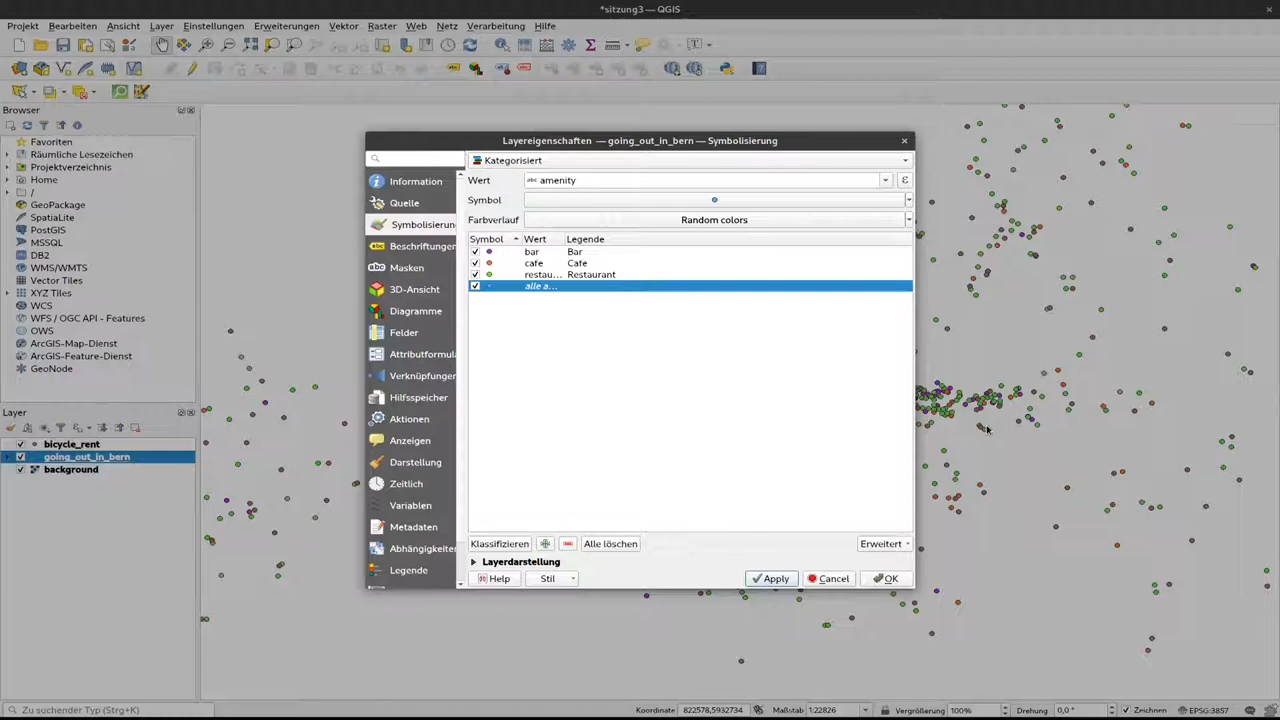 *sitzung3 — QGIS
Projekt Bearbeiten Ansicht Layer Einstellungen Erweiterungen Vektor Raster Web Netz Verarbeitung Hilfe
Browser
Favoriten
Räumliche Lesezeichen
Projektverzeichnis
Home
/
GeoPackage
SpatiaLite
PostGIS
MSSQL
DB2
WMS/WMTS
Vector Tiles
XYZ Tiles
WCS
WFS / OGC API - Features
OWS
ArcGIS-Map-Dienst
ArcGIS-Feature-Dienst
GeoNode
Layer
bicycle_rent
going_out_in_bern
background
Layereigenschaften — going_out_in_bern — Symbolisierung
Information
Quelle
Symbolisierun
Beschriftungen
Masken
3D-Ansicht
Diagramme
Felder
Attributformul
Verknüpfunger
Hilfsspeicher
Aktionen
Anzeigen
Darstellung
Zeitlich
Variablen
Metadaten
Abhängigkeiter
Legende
Kategorisiert
Wert abc amenity ε
Symbol
Farbverlauf Random colors
Symbol Wert Legende
bar Bar
cafe Cafe
restau... Restaurant
alle a...
Klassifizieren Alle löschen Erweitert
Layerdarstellung
Help Stil Apply Cancel OK
Zu suchender Typ (Strg+K) Koordinate 822578,5932734 Maßstab 1:22826 Vergrößerung 100% Drehung 0,0 ° Zeichnen EPSG:3857